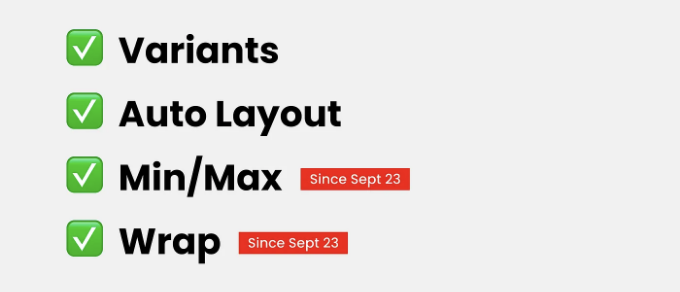 ✅ Variants
✅ Auto Layout
✅ Min/Max Since Sept 23
✅ Wrap Since Sept 23